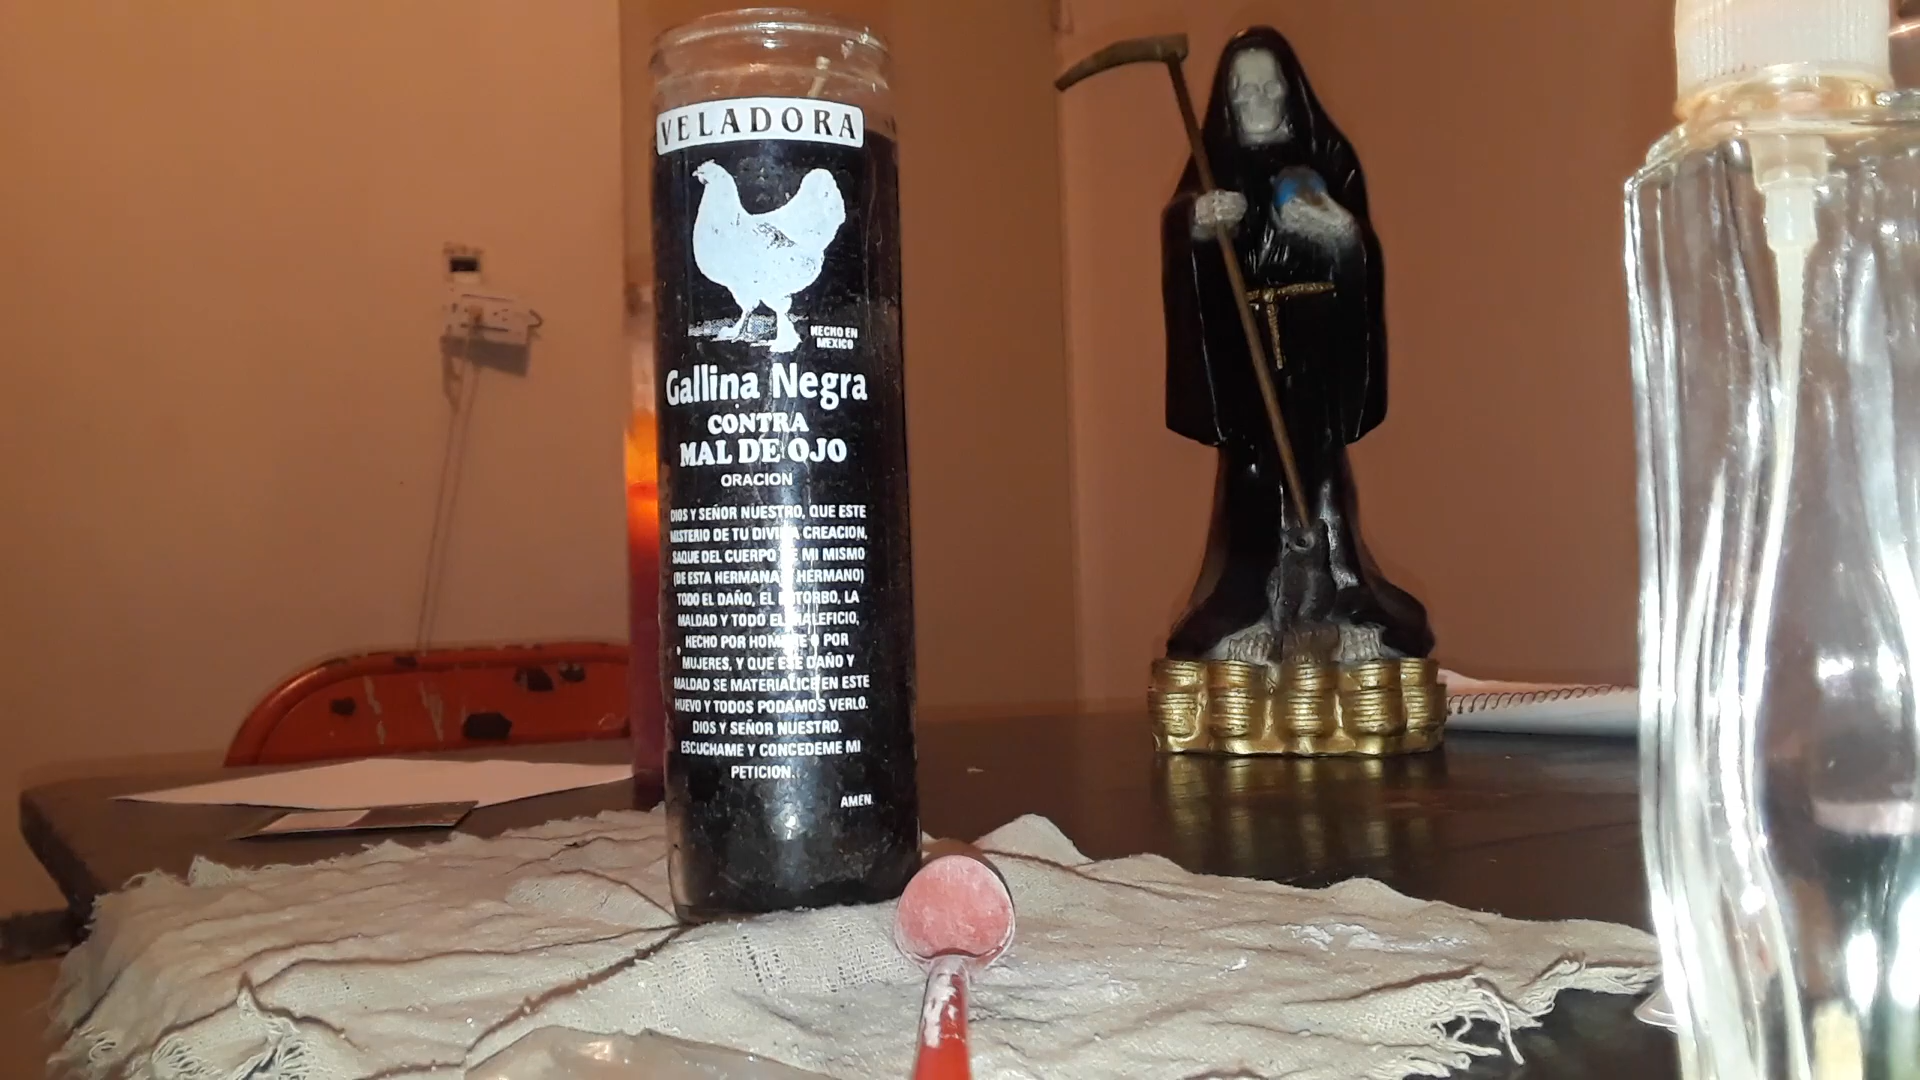 VELADORA
HECHO EN
MEXICO
Gallina Negra
CONTRA
MAL DE OJO
ORACION
DIOS Y SEÑOR NUESTRO, QUE ESTE
MISTERIO DE TU DIVINA CREACION,
SAQUE DEL CUERPO DE MI MISMO
(DE ESTA HERMANA O HERMANO)
TODO EL DAÑO, EL ESTORBO, LA
MALDAD Y TODO EL MALEFICIO,
HECHO POR HOMBRE O POR
MUJERES, Y QUE ESE DAÑO Y
MALDAD SE MATERIALICE EN ESTE
HUEVO Y TODOS PODAMOS VERLO.
DIOS Y SEÑOR NUESTRO.
ESCUCHAME Y CONCEDEME MI
PETICION.
AMEN.